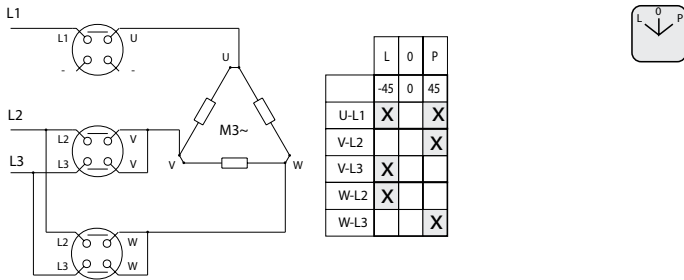 L1
L1 U
- -
U
L2
L2 V
L3 V
L3
M3~
V W
L2 W
L3 W
L 0 P
-45 0 45
U-L1 X X
V-L2 X
V-L3 X
W-L2 X
W-L3 X
L 0 P